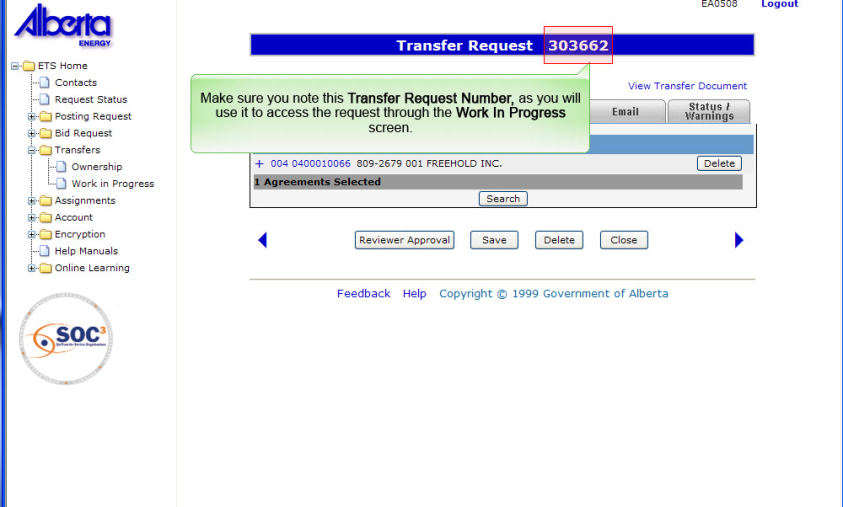 EA0508 Logout
Alberta
ENERGY
Transfer Request 303662
ETS Home
Contacts
Request Status
Posting Request
Bid Request
Transfers
Ownership
Work in Progress
Assignments
Account
Encryption
Help Manuals
Online Learning
SOC3
Make sure you note this Transfer Request Number, as you will
use it to access the request through the Work In Progress
screen.
View Transfer Document
Email
Status /
Warnings
+ 004 0400010066 809-2679 001 FREEHOLD INC.
Delete
1 Agreements Selected
Search
Reviewer Approval Save Delete Close
Feedback Help Copyright © 1999 Government of Alberta